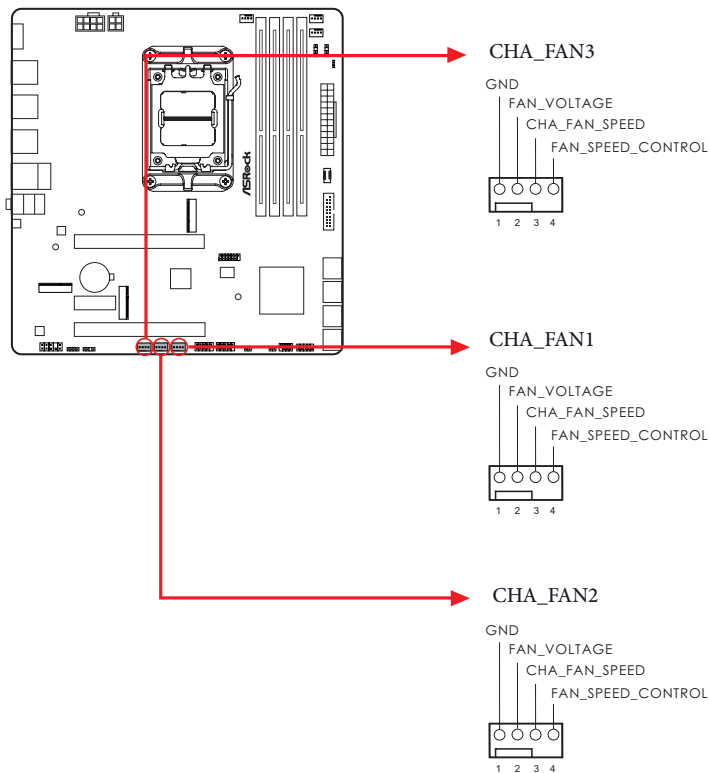 ASRock
CHA_FAN3
GND
FAN_VOLTAGE
CHA_FAN_SPEED
FAN_SPEED_CONTROL
1 2 3 4
CHA_FAN1
GND
FAN_VOLTAGE
CHA_FAN_SPEED
FAN_SPEED_CONTROL
1 2 3 4
CHA_FAN2
GND
FAN_VOLTAGE
CHA_FAN_SPEED
FAN_SPEED_CONTROL
1 2 3 4